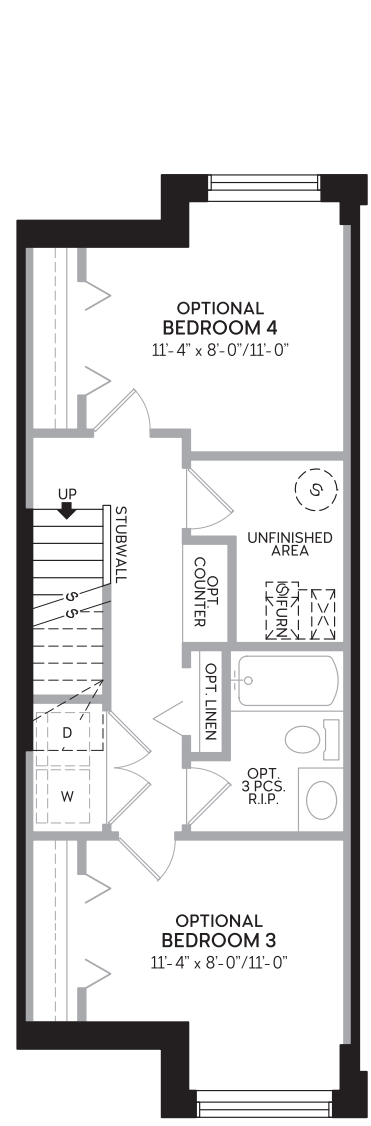 OPTIONAL
BEDROOM 4
11'-4" x 8'-0"/11'-0"
UP
STUBWALL
S
UNFINISHED
AREA
OPT.
COUNTER
S
FURN
S
S
OPT. LINEN
D
W
OPT.
3 PCS.
R.I.P.
OPTIONAL
BEDROOM 3
11'-4" x 8'-0"/11'-0"